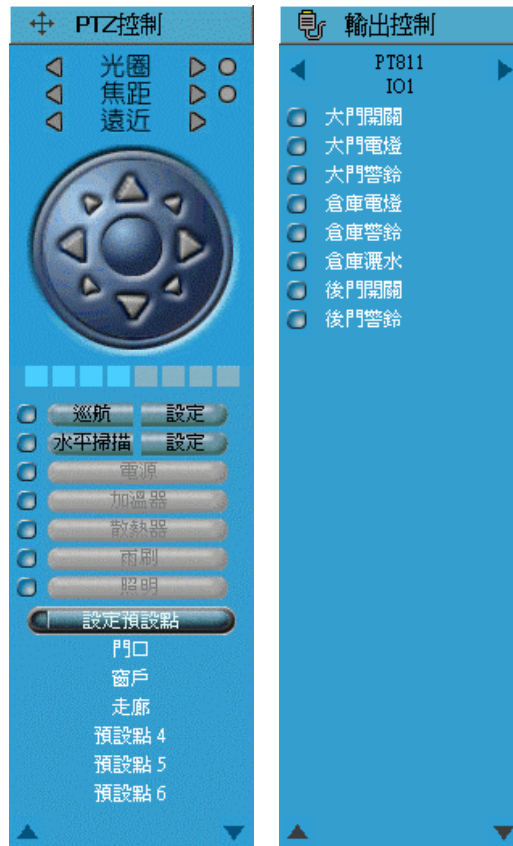 PTZ控制
光圈
焦距
遠近
巡航 設定
水平掃描 設定
電源
加溫器
散熱器
雨刷
照明
設定預設點
門口
窗戶
走廊
預設點 4
預設點 5
預設點 6
輸出控制
PT811
IO1
大門開關
大門電燈
大門警鈴
倉庫電燈
倉庫警鈴
倉庫灑水
後門開關
後門警鈴